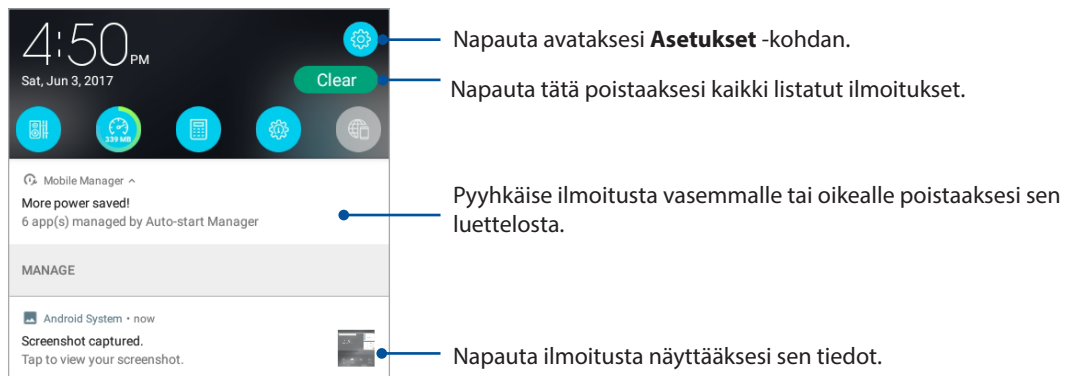 4:50 PM
Sat, Jun 3, 2017
Clear
339 MB
Mobile Manager
More power saved!
6 app(s) managed by Auto-start Manager
MANAGE
Android System • now
Screenshot captured.
Tap to view your screenshot.
Napauta avataksesi Asetukset -kohdan.
Napauta tätä poistaaksesi kaikki listatut ilmoitukset.
Pyyhkäise ilmoitusta vasemmalle tai oikealle poistaaksesi sen
luettelosta.
Napauta ilmoitusta näyttääksesi sen tiedot.